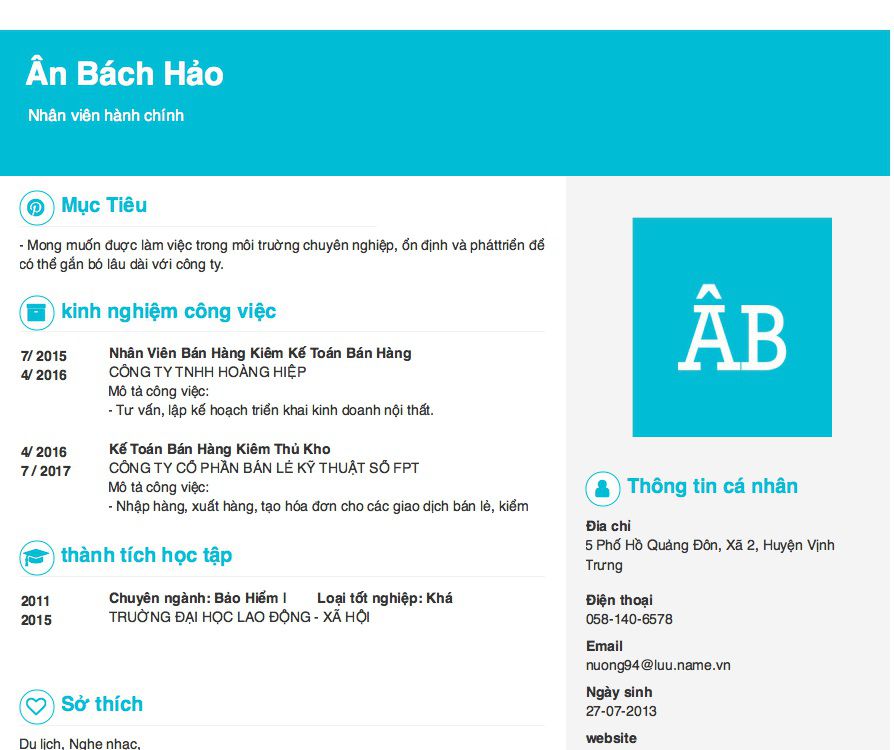 Ân Bách Hảo
Nhân viên hành chính
Mục Tiêu
- Mong muốn được làm việc trong môi trường chuyên nghiệp, ổn định và pháttriển để
có thể gắn bó lâu dài với công ty.
kinh nghiệm công việc
7/ 2015
4/ 2016
Nhân Viên Bán Hàng Kiêm Kế Toán Bán Hàng
CÔNG TY TNHH HOÀNG HIỆP
Mô tả công việc:
- Tư vấn, lập kế hoạch triển khai kinh doanh nội thất.
4/ 2016
7 / 2017
Kế Toán Bán Hàng Kiêm Thủ Kho
CÔNG TY CỔ PHẦN BÁN LẺ KỸ THUẬT SỐ FPT
Mô tả công việc:
- Nhập hàng, xuất hàng, tạo hóa đơn cho các giao dịch bán lẻ, kiểm
thành tích học tập
2011
2015
Chuyên ngành: Bảo Hiểm | Loại tốt nghiệp: Khá
TRƯỜNG ĐẠI HỌC LAO ĐỘNG - XÃ HỘI
Sở thích
Du lịch, Nghe nhạc,
ÂB
Thông tin cá nhân
Địa chỉ
5 Phố Hồ Quảng Đôn, Xã 2, Huyện Vịnh
Trưng
Điện thoại
058-140-6578
Email
nuong94@luu.name.vn
Ngày sinh
27-07-2013
website